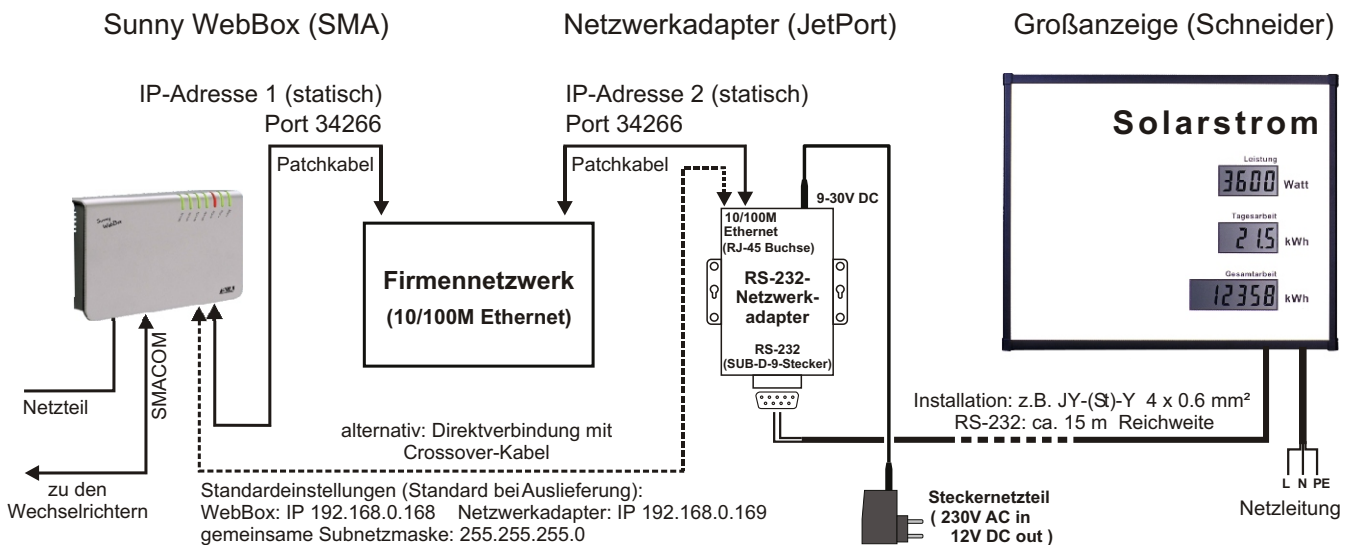 Sunny WebBox (SMA)
Netzwerkadapter (JetPort)
Großanzeige (Schneider)
IP-Adresse 1 (statisch)
Port 34266
Patchkabel
IP-Adresse 2 (statisch)
Port 34266
Patchkabel
Sunny
WebBox
Firmennetzwerk
(10/100M Ethernet)
9-30V DC
10/100M
Ethernet
(RJ-45 Buchse)
RS-232-
Netzwerk-
adapter
RS-232
(SUB-D-9-Stecker)
Solarstrom
Leistung
3600 Watt
Tagesarbeit
21.5 kWh
Gesamtarbeit
12358 kWh
Netzteil
SMACOM
zu den
Wechselrichtern
alternativ: Direktverbindung mit
Crossover-Kabel
Standardeinstellungen (Standard bei Auslieferung):
WebBox: IP 192.168.0.168 Netzwerkadapter: IP 192.168.0.169
gemeinsame Subnetzmaske: 255.255.255.0
Installation: z.B. JY-(St)-Y 4 x 0.6 mm²
RS-232: ca. 15 m Reichweite
Steckernetzteil
( 230V AC in
12V DC out )
L N PE
Netzleitung